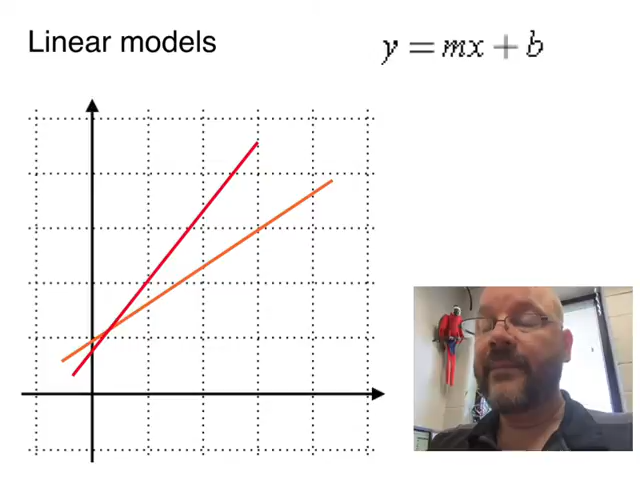 Linear models
y = mx + b